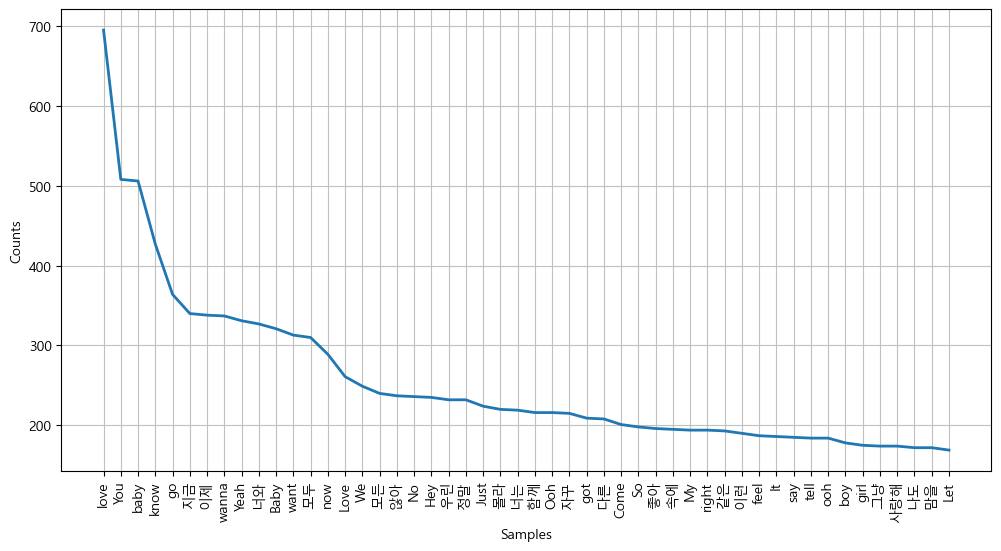 700
600
500
400
300
200
Counts
love
You
baby
know
go
지금
이제
wanna
Yeah
너와
Baby
want
모두
now
Love
We
모든
않아
No
Hey
우린
정말
Just
몰라
너는
함께
Ooh
자꾸
got
다른
Come
So
좋아
속에
My
right
같은
이런
feel
It
say
tell
ooh
boy
girl
그냥
사랑해
나도
맘을
Let
Samples